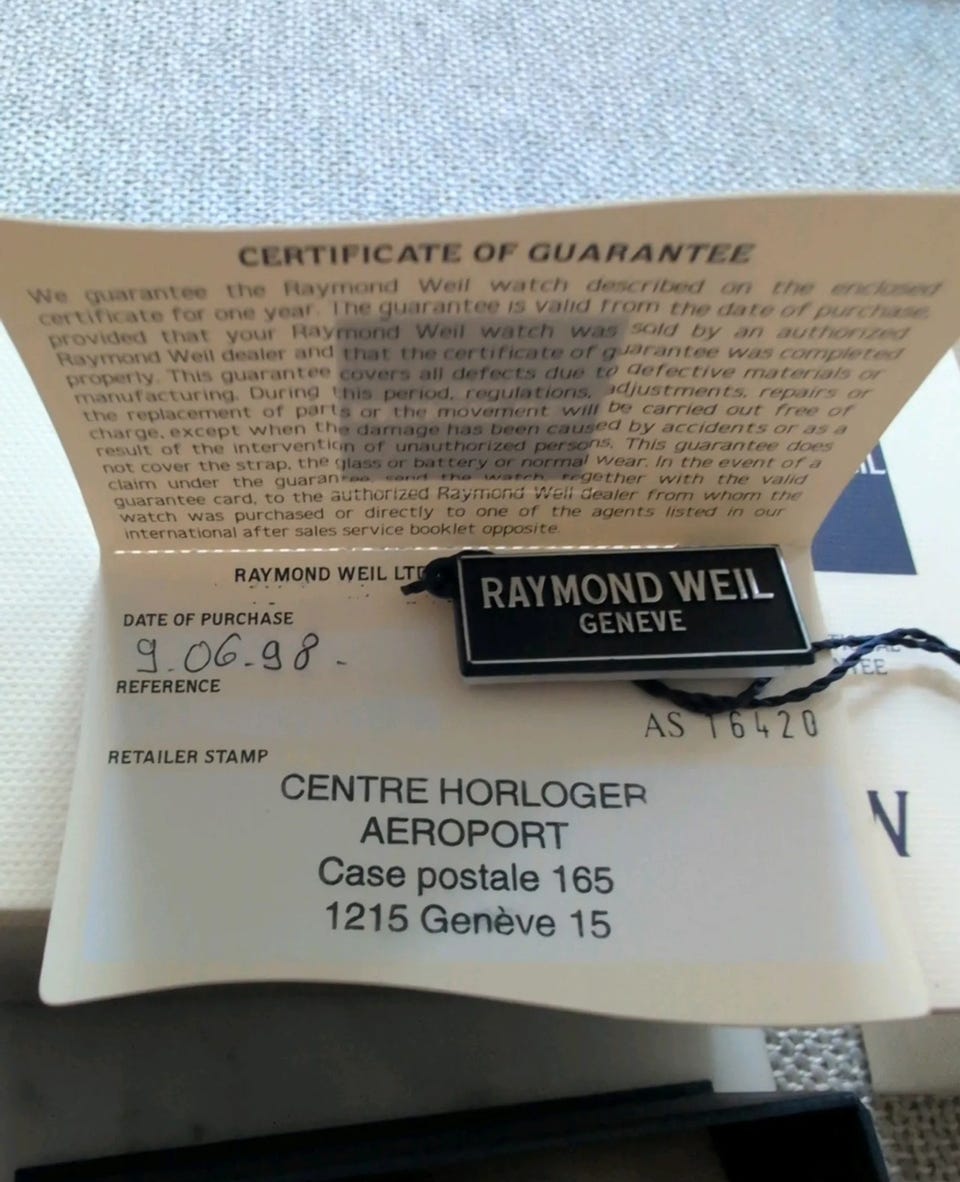 CERTIFICATE OF GUARANTEE
We guarantee the Raymond Weil watch described on the enclosed
certificate for one year. The guarantee is valid from the date of purchase,
provided that your Raymond Weil watch was sold by an authorized
Raymond Weil dealer and that the certificate of guarantee was completed
properly. This guarantee covers all defects due to defective materials or
manufacturing. During this period, regulations, adjustments, repairs or
the replacement of parts or the movement will be carried out free of
charge, except when the damage has been caused by accidents or as a
result of the intervention of unauthorized persons. This guarantee does
not cover the strap, the glass or battery or normal wear. In the event of a
claim under the guarantee, send the watch together with the valid
guarantee card, to the authorized Raymond Weil dealer from whom the
watch was purchased or directly to one of the agents listed in our
international after sales service booklet opposite.
RAYMOND WEIL LTD
RAYMOND WEIL
GENEVE
DATE OF PURCHASE
9.06-98-
REFERENCE
AS 16420
RETAILER STAMP
CENTRE HORLOGER
AEROPORT
Case postale 165
1215 Genève 15